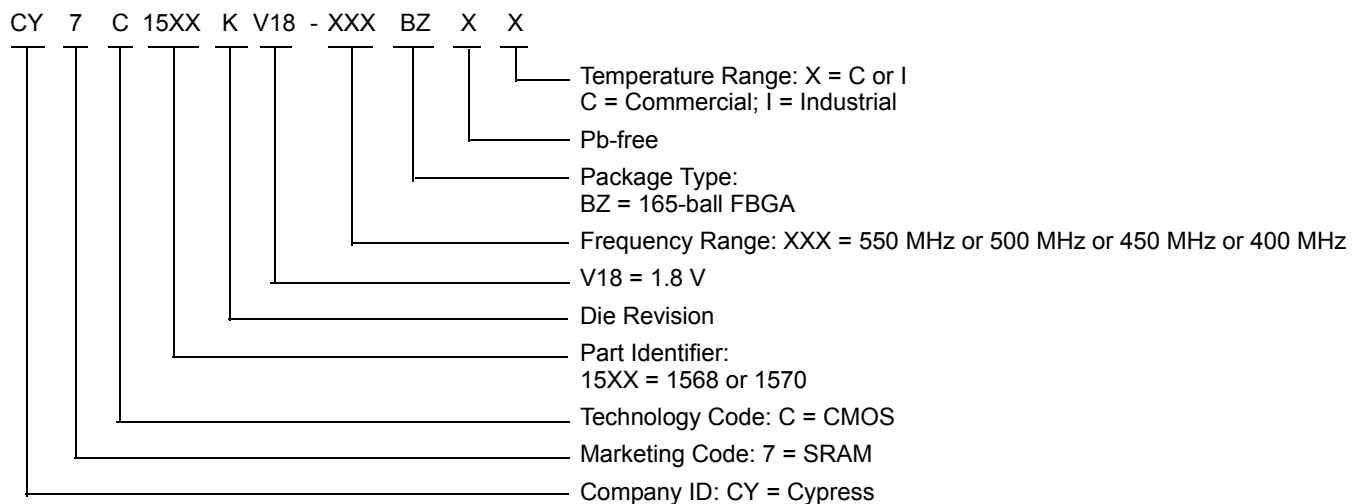 CY 7 C 15XX K V18 - XXX BZ X X
Temperature Range: X = C or I
C = Commercial; I = Industrial
Pb-free
Package Type:
BZ = 165-ball FBGA
Frequency Range: XXX = 550 MHz or 500 MHz or 450 MHz or 400 MHz
V18 = 1.8 V
Die Revision
Part Identifier:
15XX = 1568 or 1570
Technology Code: C = CMOS
Marketing Code: 7 = SRAM
Company ID: CY = Cypress